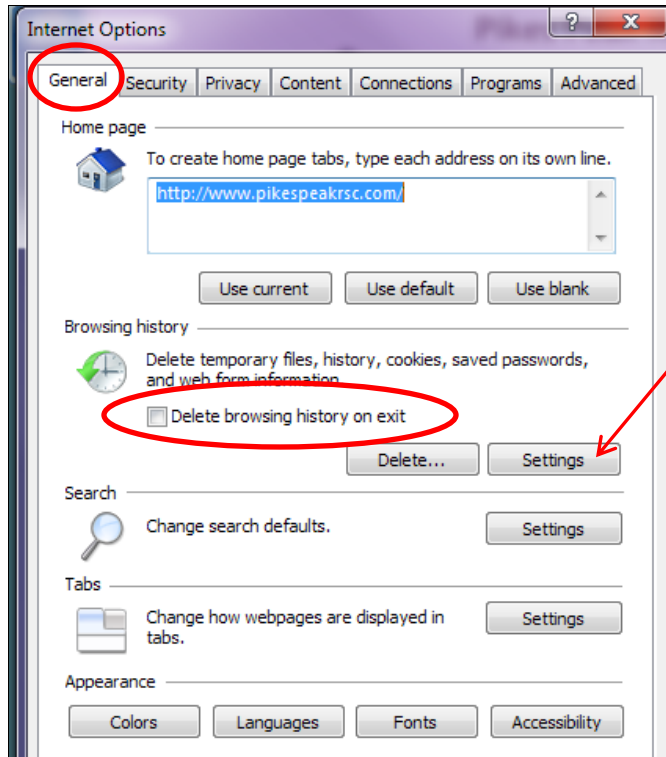 Internet Options
?
X
General Security Privacy Content Connections Programs Advanced
Home page
To create home page tabs, type each address on its own line.
http://www.pikespeakrsc.com/
Use current Use default Use blank
Browsing history
Delete temporary files, history, cookies, saved passwords,
and web form information.
Delete browsing history on exit
Delete... Settings
Search
Change search defaults.
Settings
Tabs
Change how webpages are displayed in
tabs.
Settings
Appearance
Colors Languages Fonts Accessibility